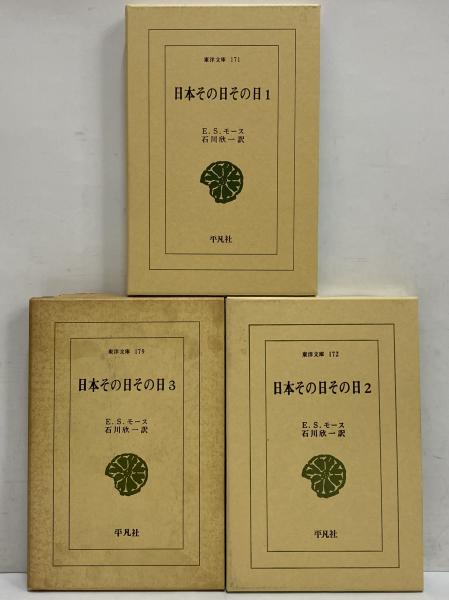 東洋文庫 171
日本その日その日1
E.S.モース
石川欣一訳
平凡社
東洋文庫 179
日本その日その日3
E.S.モース
石川欣一訳
平凡社
東洋文庫 172
日本その日その日2
E.S.モース
石川欣一訳
平凡社